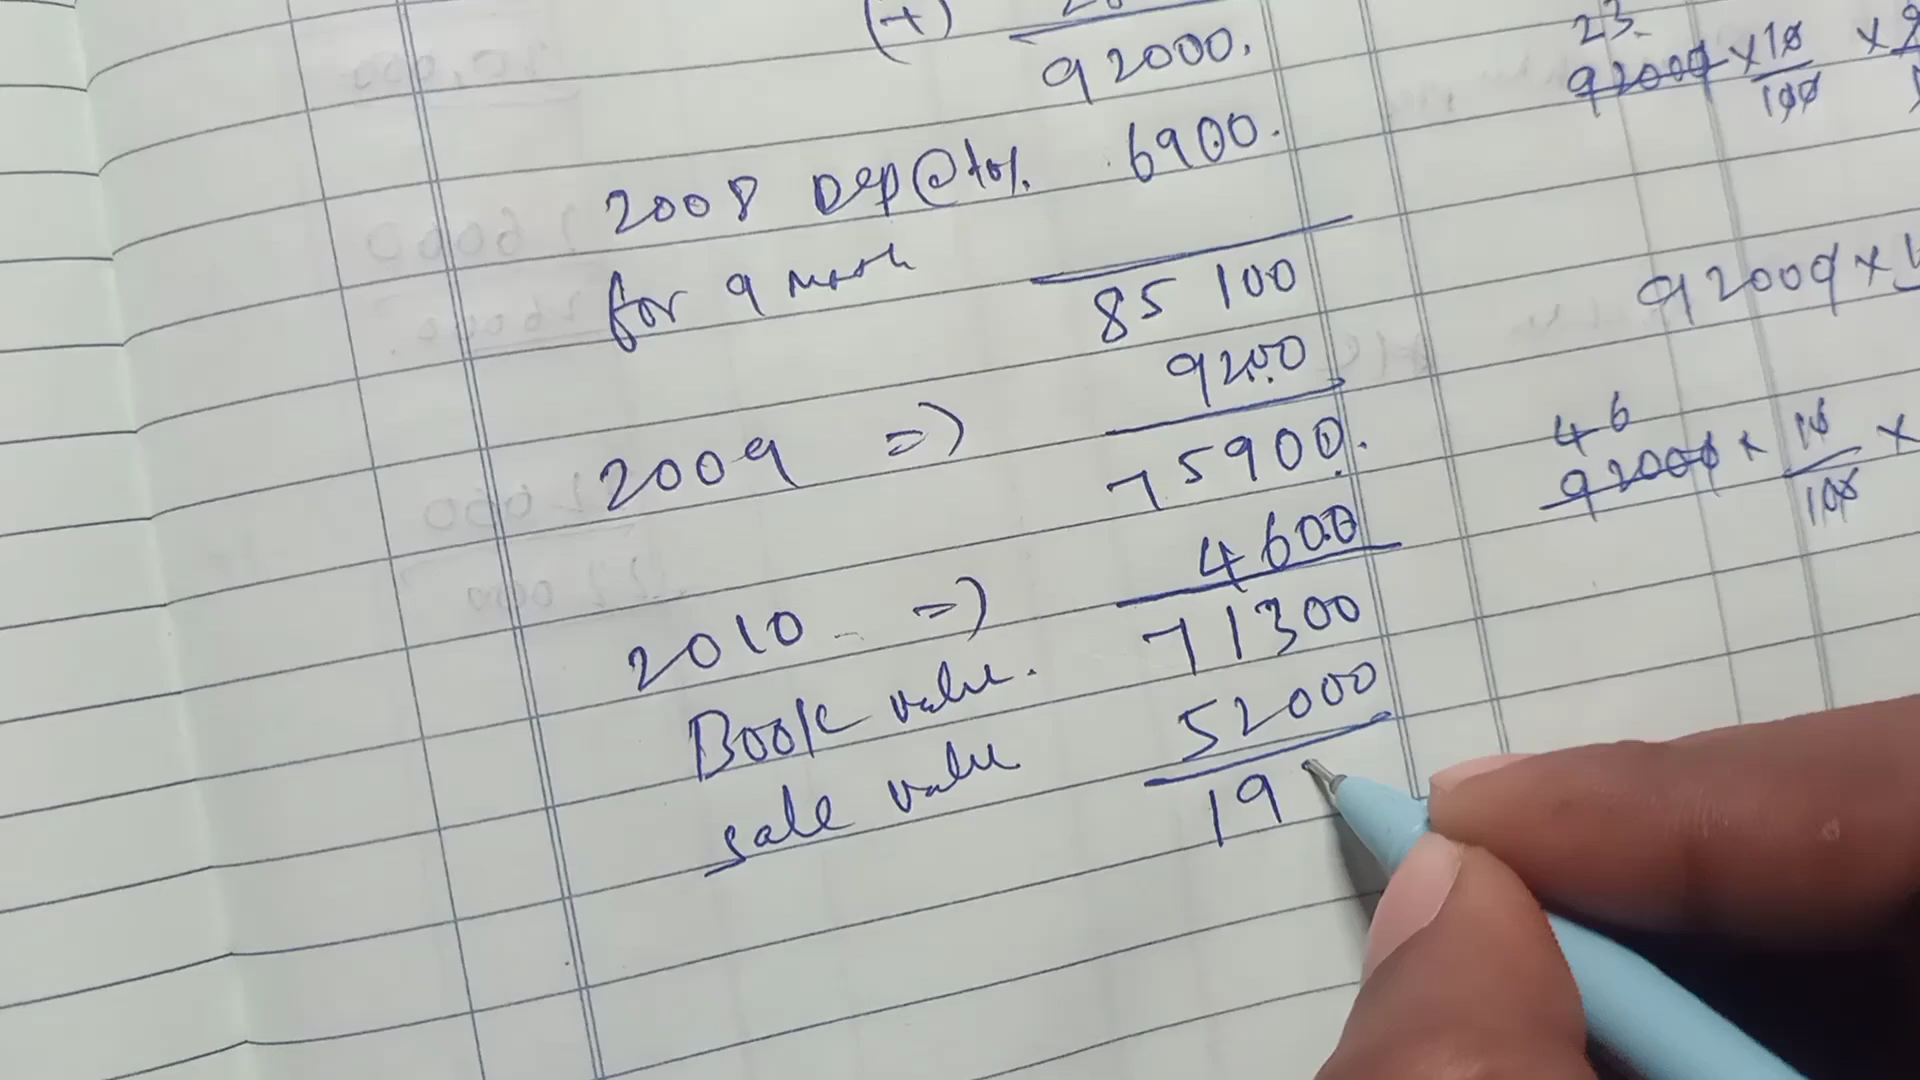 (+)
92000.
2008 Dep@10%. 6900.
for 9 month
85100
9200
2009 => 75900.
4600
2010 => 71300
Book value.
sale value 52000
19
23
92000 × 10 ×
100
92000 ×
46
92000 × 10 ×
100